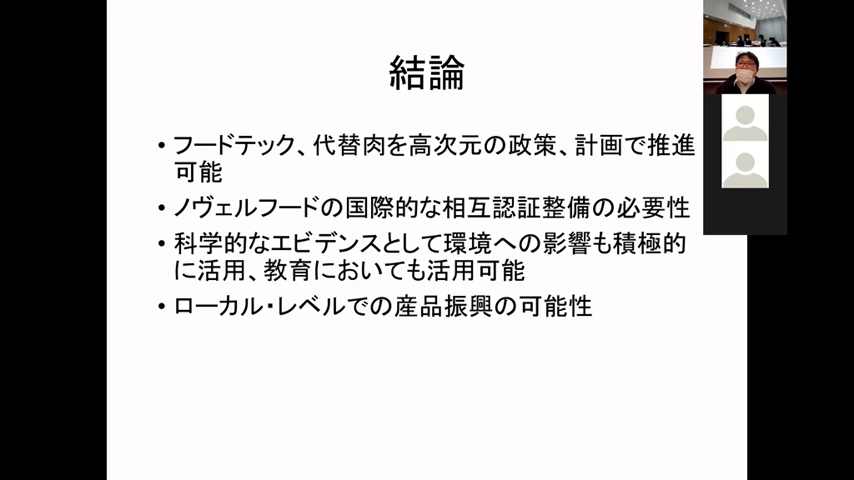 結論
• フードテック、代替肉を高次元の政策、計画で推進
可能
• ノヴェルフードの国際的な相互認証整備の必要性
• 科学的なエビデンスとして環境への影響も積極的
に活用、教育においても活用可能
• ローカル・レベルでの産品振興の可能性